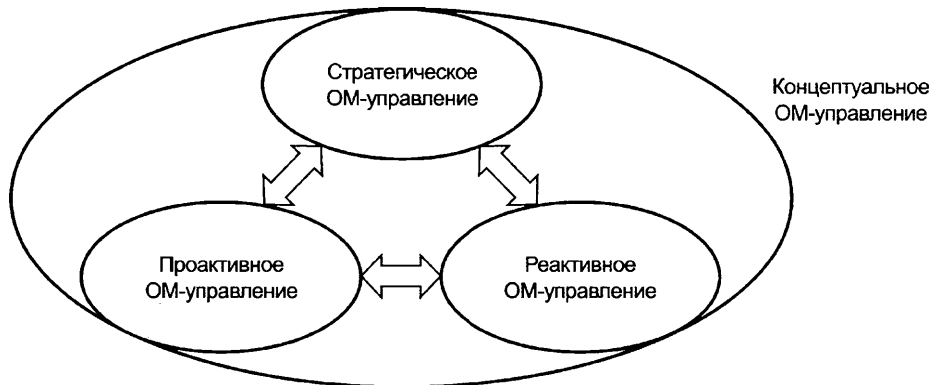 Стратегическое
ОМ-управление
Концептуальное
ОМ-управление
Проактивное
ОМ-управление
Реактивное
ОМ-управление